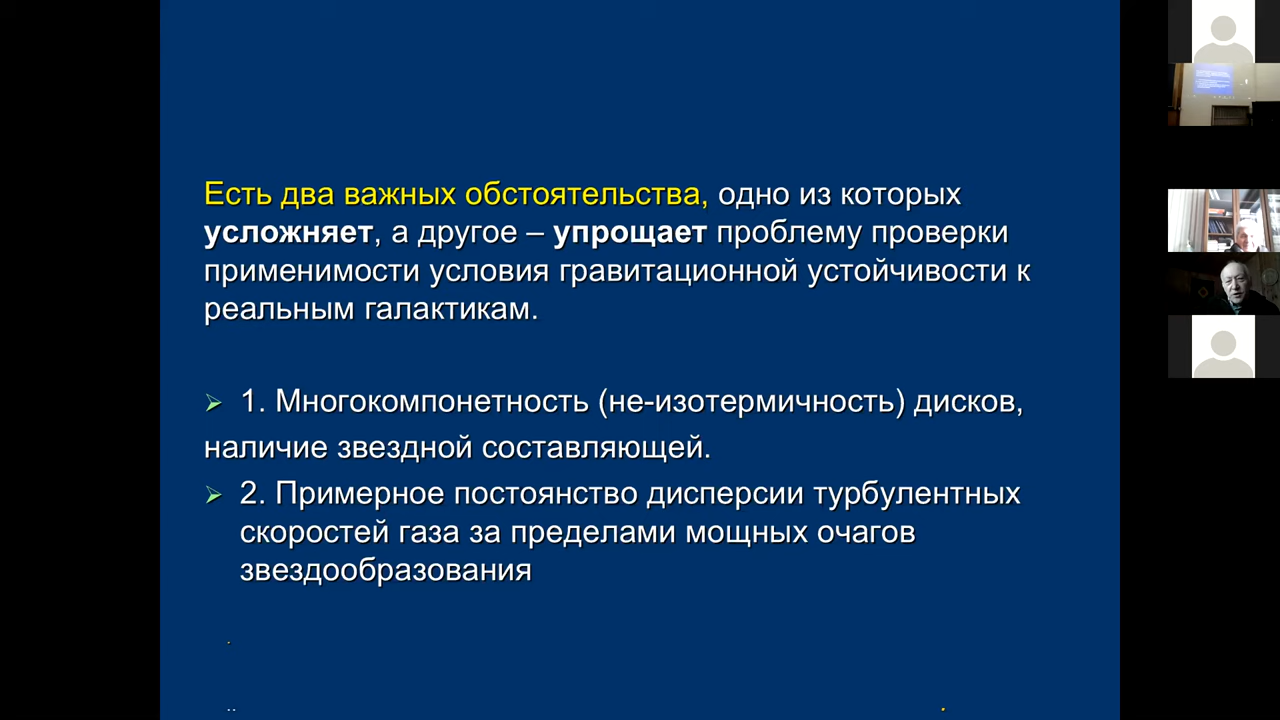 Есть два важных обстоятельства, одно из которых
усложняет, а другое – упрощает проблему проверки
применимости условия гравитационной устойчивости к
реальным галактикам.
1. Многокомпонетность (не-изотермичность) дисков,
наличие звездной составляющей.
2. Примерное постоянство дисперсии турбулентных
скоростей газа за пределами мощных очагов
звездообразования